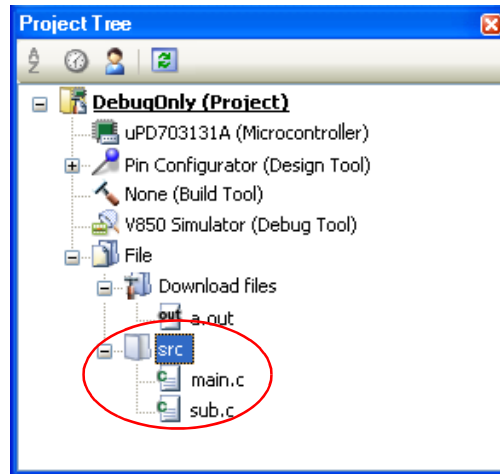 Project Tree
DebugOnly (Project)
uPD703131A (Microcontroller)
Pin Configurator (Design Tool)
None (Build Tool)
V850 Simulator (Debug Tool)
File
Download files
out a.out
src
main.c
sub.c